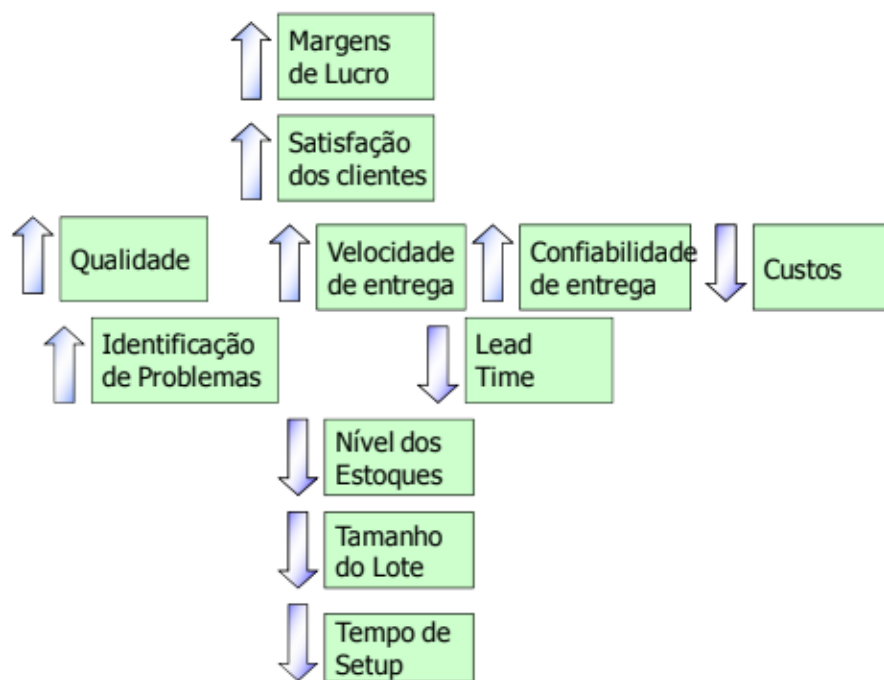 Margens
de Lucro
Satisfação
dos clientes
Qualidade
Velocidade
de entrega
Confiabilidade
de entrega
Custos
Identificação
de Problemas
Lead
Time
Nível dos
Estoques
Tamanho
do Lote
Tempo de
Setup